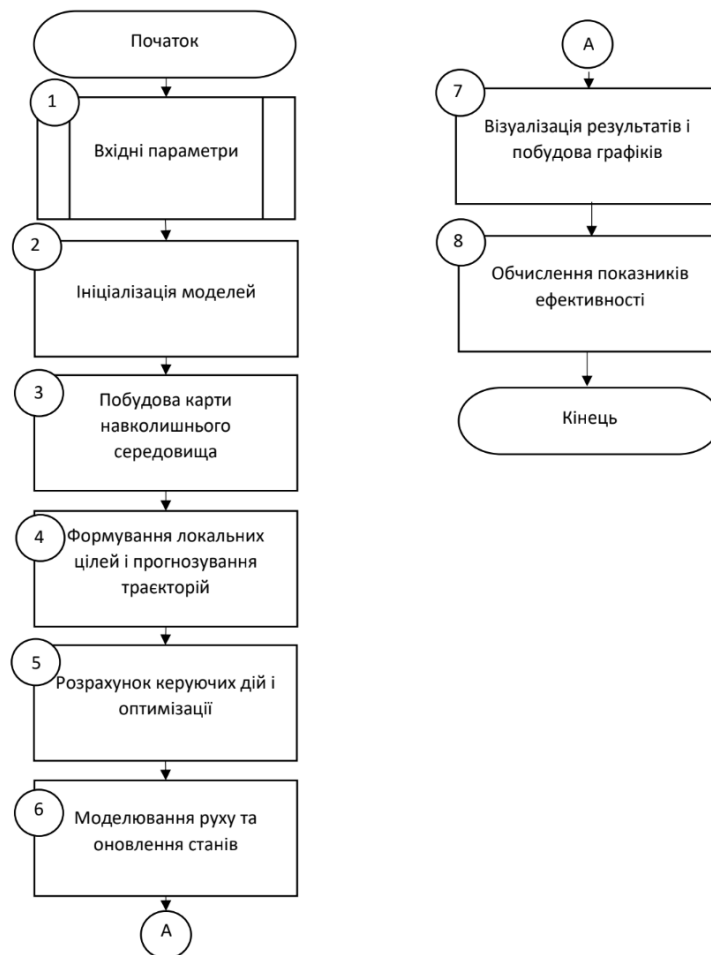 Початок
1
Вхідні параметри
2
Ініціалізація моделей
3
Побудова карти
навколишнього
середовища
4
Формування локальних
цілей і прогнозування
траєкторій
5
Розрахунок керуючих дій і
оптимізації
6
Моделювання руху та
оновлення станів
А
А
7
Візуалізація результатів і
побудова графіків
8
Обчислення показників
ефективності
Кінець